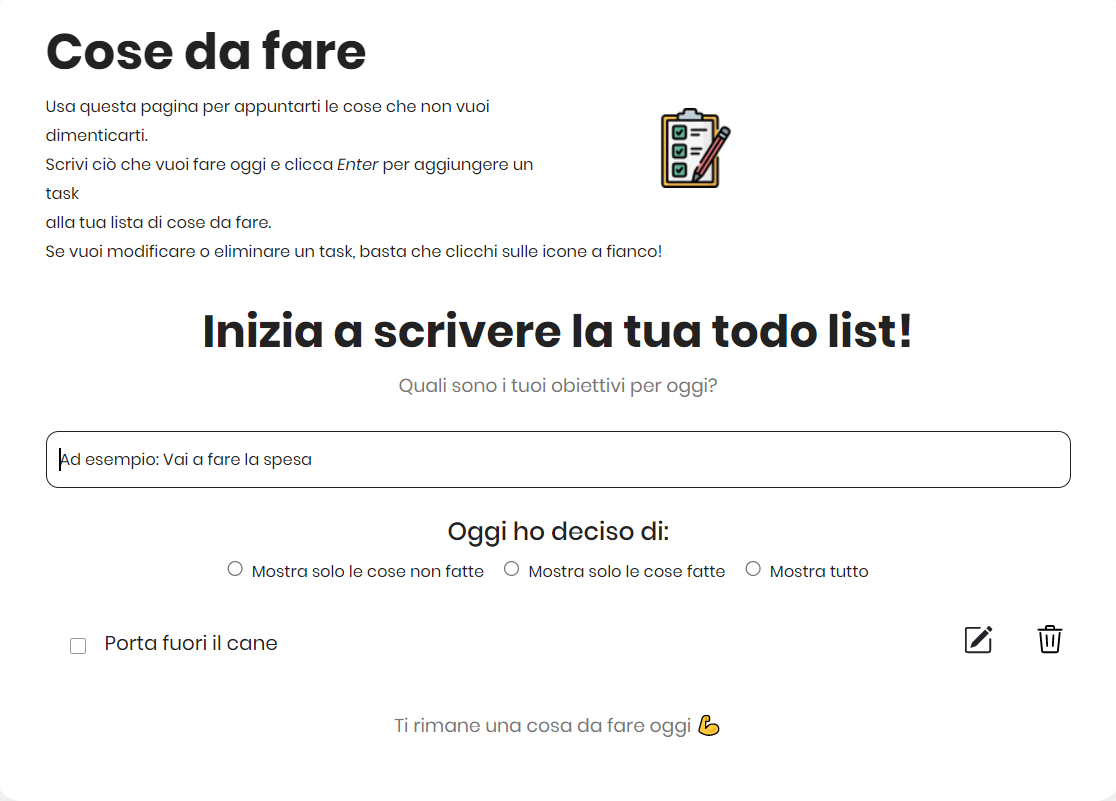 Cose da fare
Usa questa pagina per appuntarti le cose che non vuoi
dimenticarti.
Scrivi ciò che vuoi fare oggi e clicca Enter per aggiungere un
task
alla tua lista di cose da fare.
Se vuoi modificare o eliminare un task, basta che clicchi sulle icone a fianco!
Inizia a scrivere la tua todo list!
Quali sono i tuoi obiettivi per oggi?
Ad esempio: Vai a fare la spesa
Oggi ho deciso di:
Mostra solo le cose non fatte Mostra solo le cose fatte Mostra tutto
Porta fuori il cane
Ti rimane una cosa da fare oggi 💪